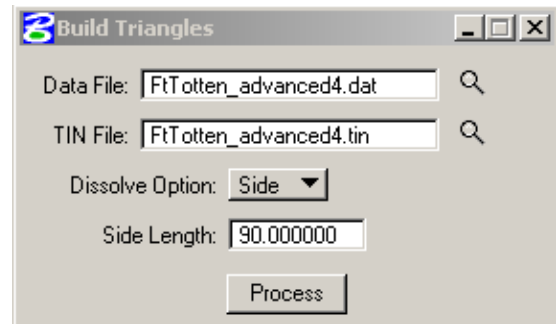 Build Triangles
Data File: FtTotten_advanced4.dat
TIN File: FtTotten_advanced4.tin
Dissolve Option: Side
Side Length: 90.000000
Process